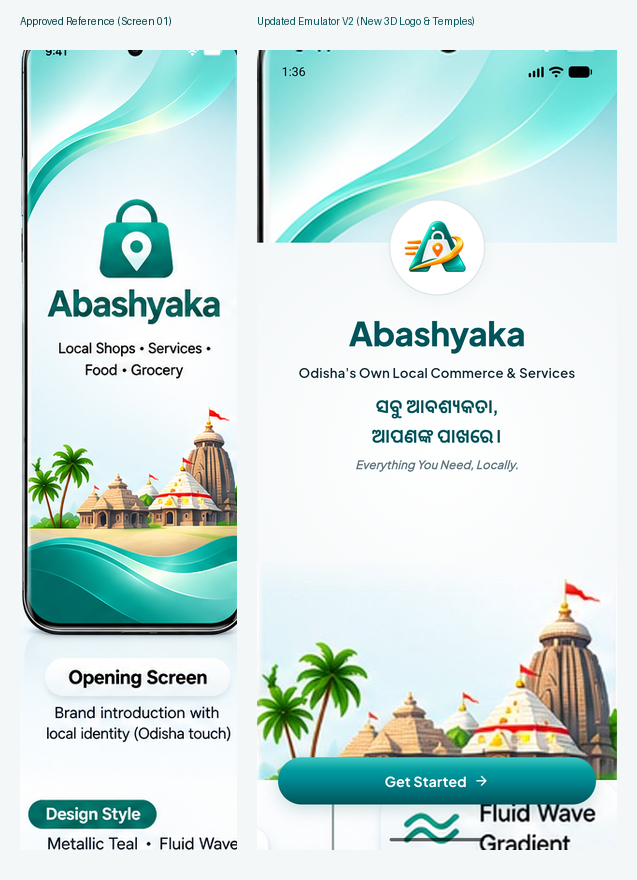 Approved Reference (Screen 01)
Updated Emulator V2 (New 3D Logo & Temples)
9:41
Abashyaka
Local Shops • Services •
Food • Grocery
Opening Screen
Brand introduction with
local identity (Odisha touch)
Design Style
Metallic Teal • Fluid Wave
1:36
Abashyaka
Odisha's Own Local Commerce & Services
ସବୁ ଆବଶ୍ୟକତା,
ଆପଣଙ୍କ ପାଖରେ।
Everything You Need, Locally.
Get Started →
Fluid Wave
Gradient